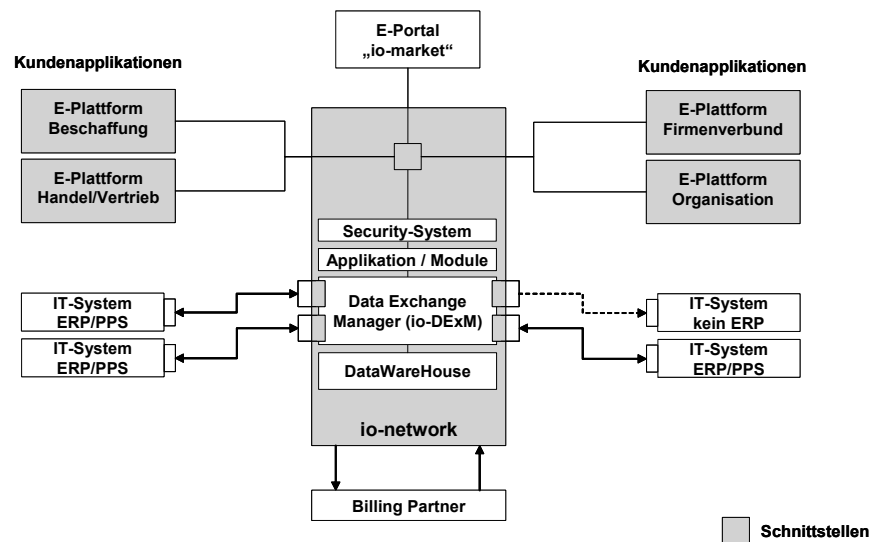 E-Portal
„io-market“
Kundenapplikationen
Kundenapplikationen
E-Plattform
Beschaffung
E-Plattform
Handel/Vertrieb
E-Plattform
Firmenverbund
E-Plattform
Organisation
Security-System
Applikation / Module
Data Exchange
Manager (io-DExM)
DataWareHouse
io-network
IT-System
ERP/PPS
IT-System
ERP/PPS
IT-System
kein ERP
IT-System
ERP/PPS
Billing Partner
Schnittstellen